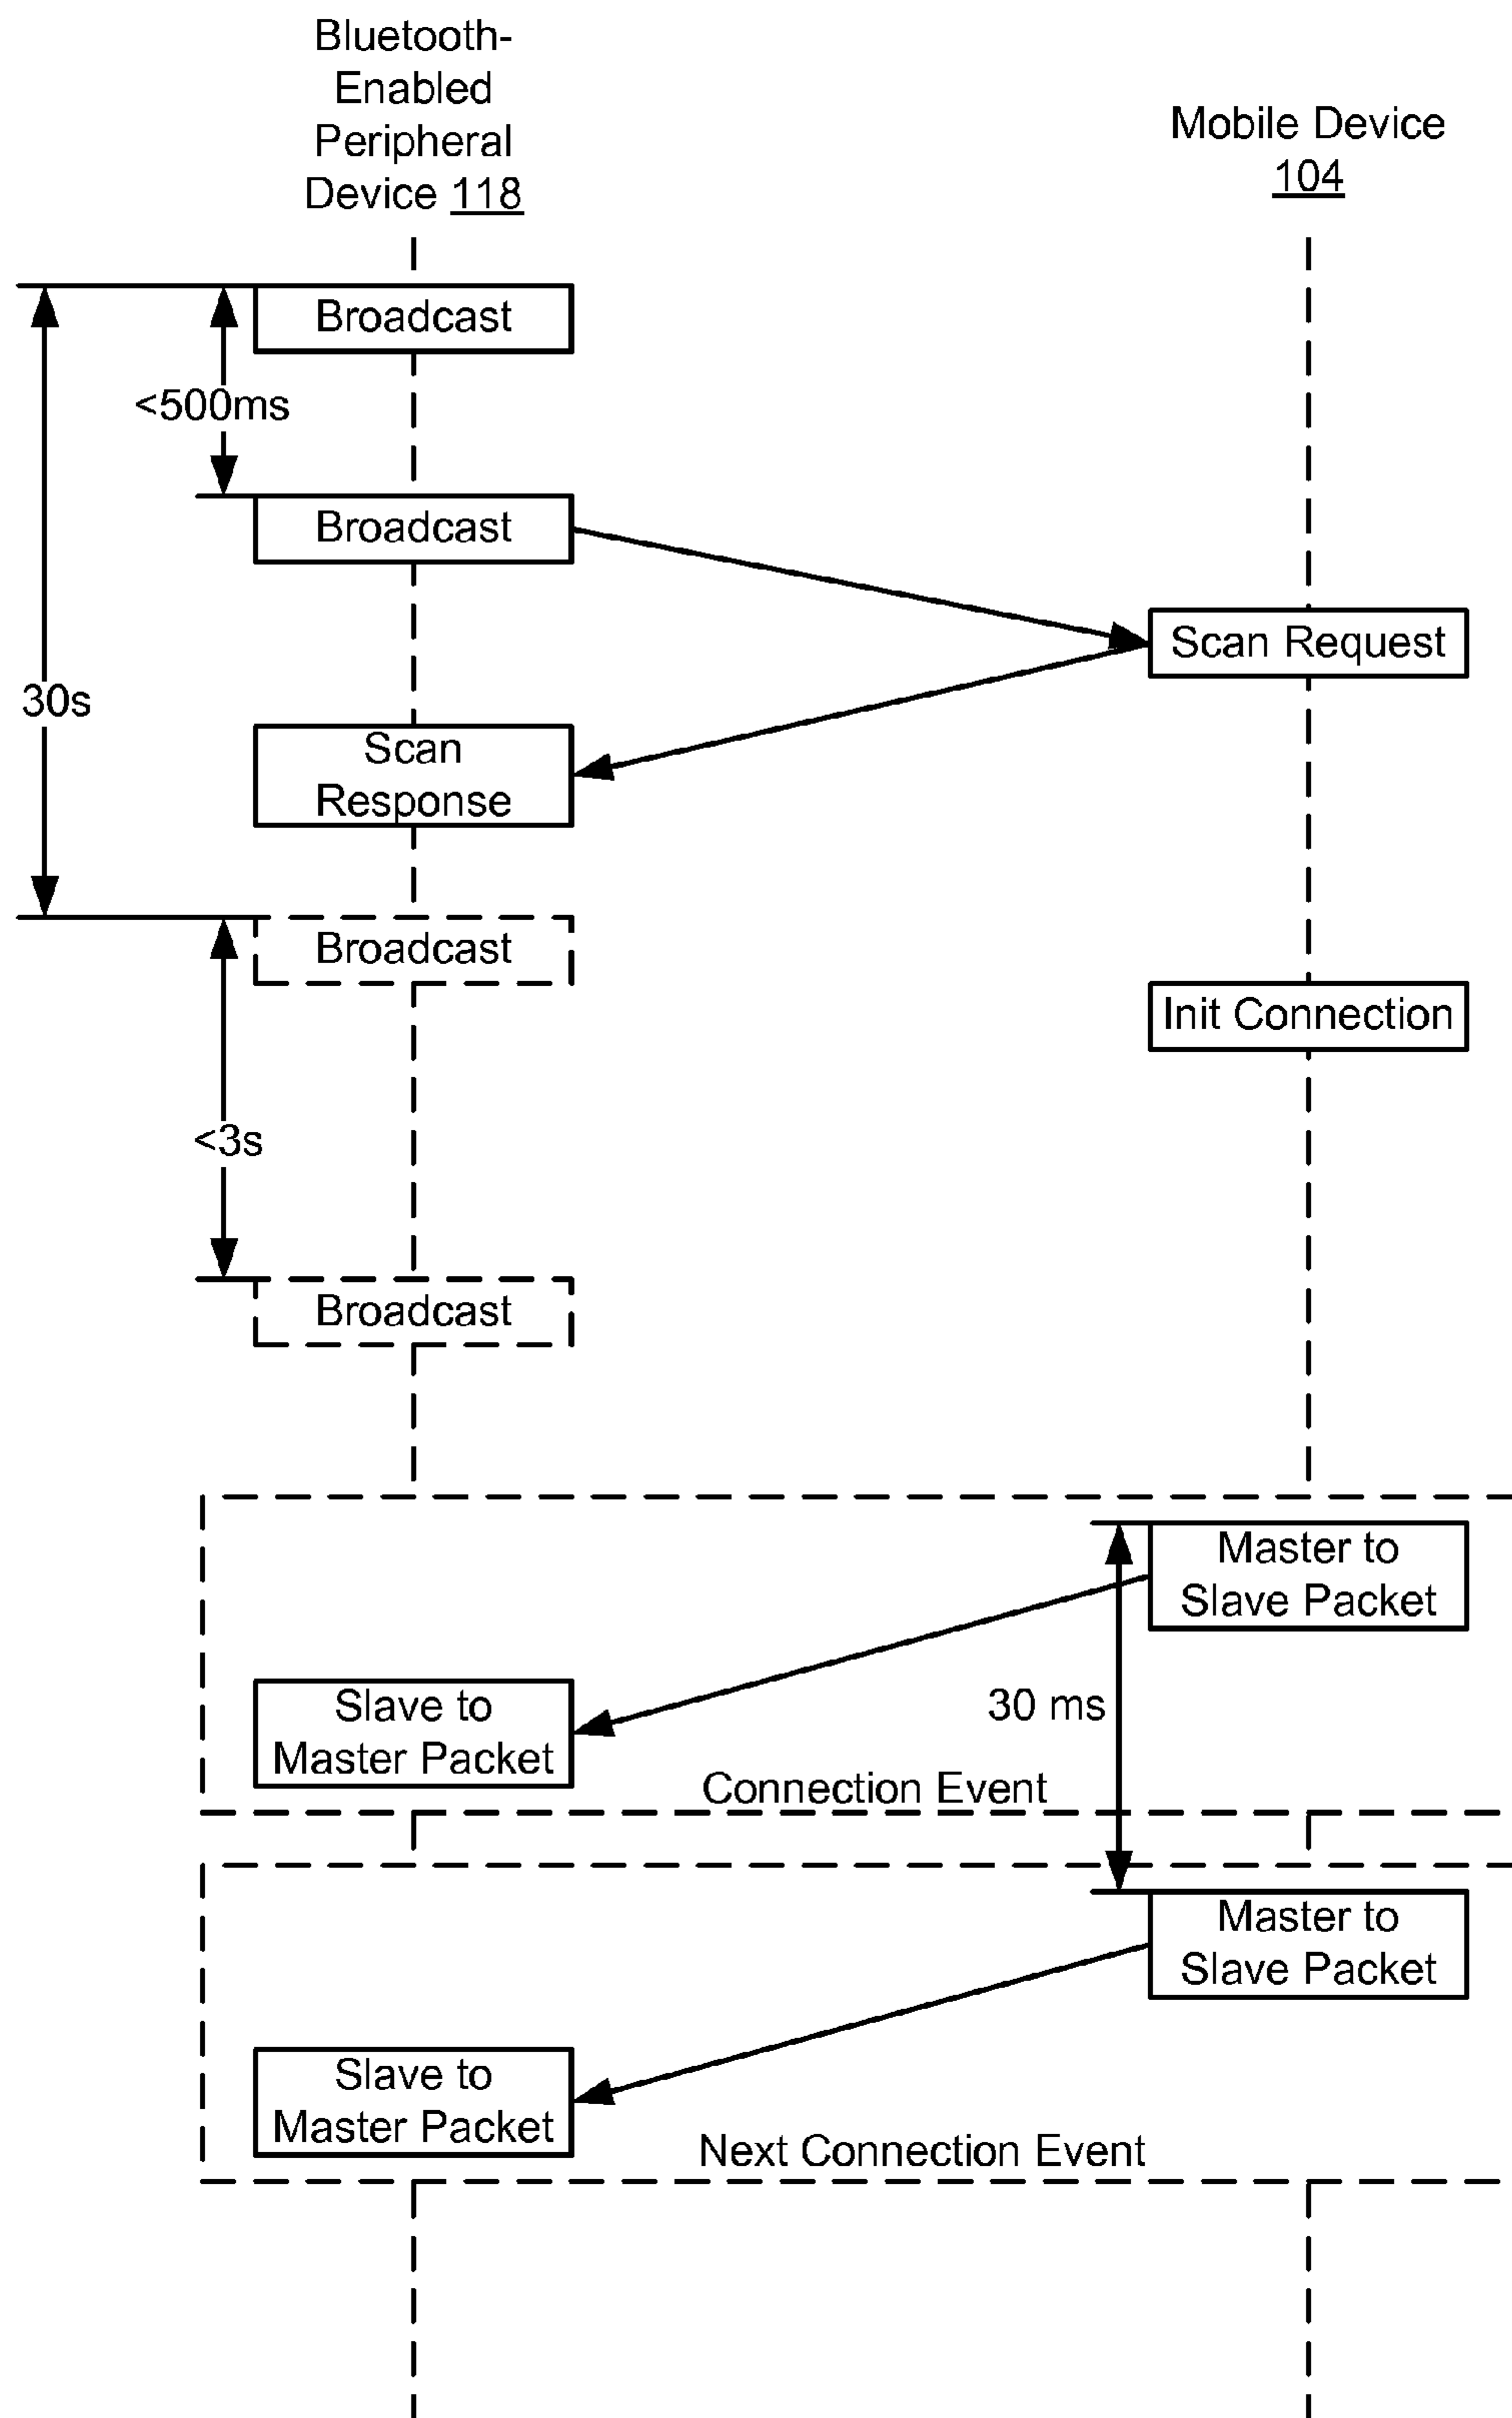 Bluetooth-
Enabled
Peripheral
Device 118
Mobile Device
104
Broadcast
<500ms
Broadcast
Scan Request
30s
Scan
Response
Broadcast
Init Connection
<3s
Broadcast
Master to
Slave Packet
30 ms
Slave to
Master Packet
Connection Event
Master to
Slave Packet
Slave to
Master Packet
Next Connection Event